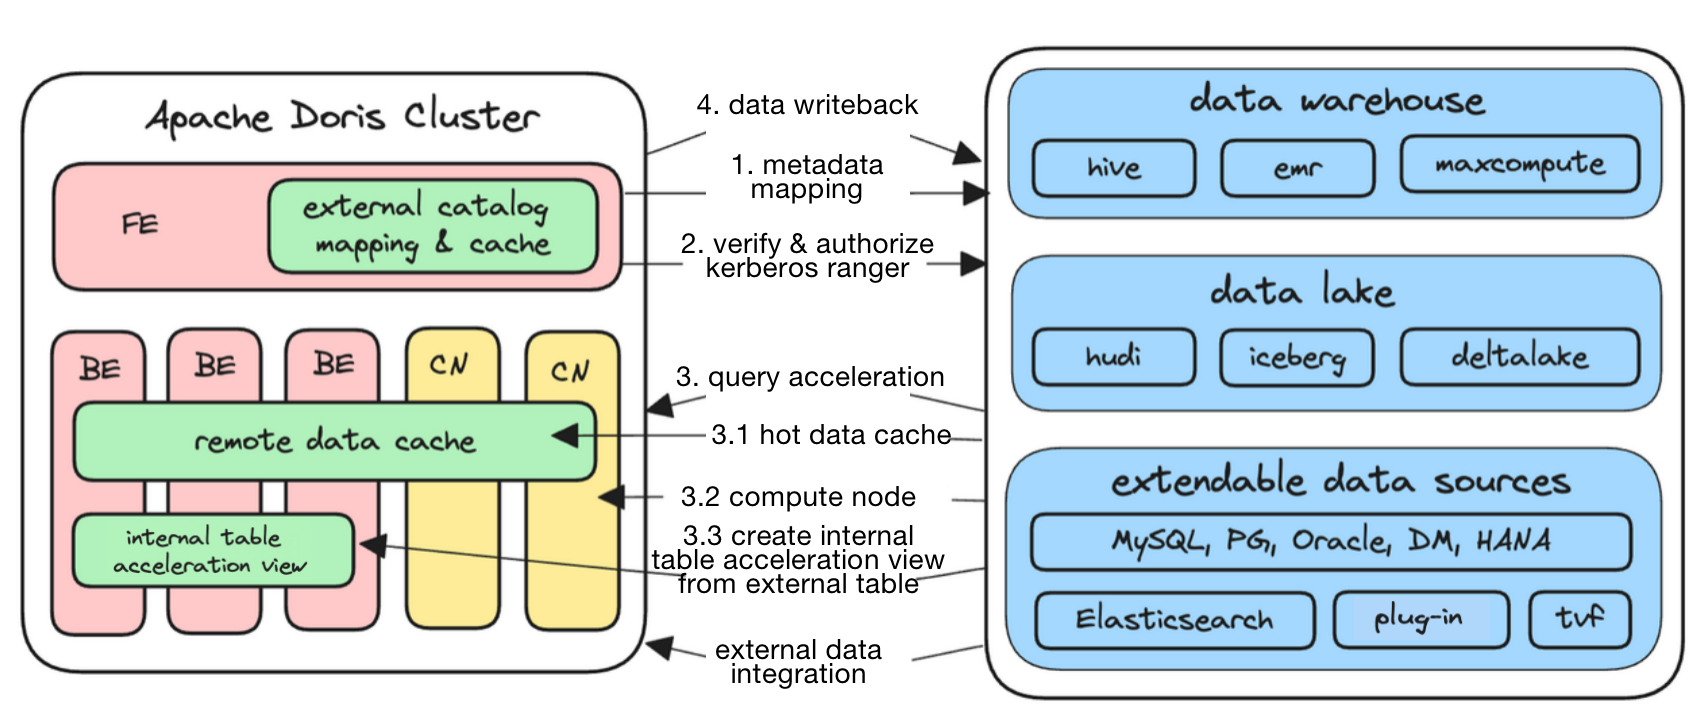 Apache Doris Cluster
FE
external catalog
mapping & cache
BE
BE
BE
CN
CN
remote data cache
internal table
acceleration view
4. data writeback
1. metadata
mapping
2. verify & authorize
kerberos ranger
3. query acceleration
3.1 hot data cache
3.2 compute node
3.3 create internal
table acceleration view
from external table
external data
integration
data warehouse
hive
emr
maxcompute
data lake
hudi
iceberg
deltalake
extendable data sources
MySQL, PG, Oracle, DM, HANA
Elasticsearch
plug-in
tvf